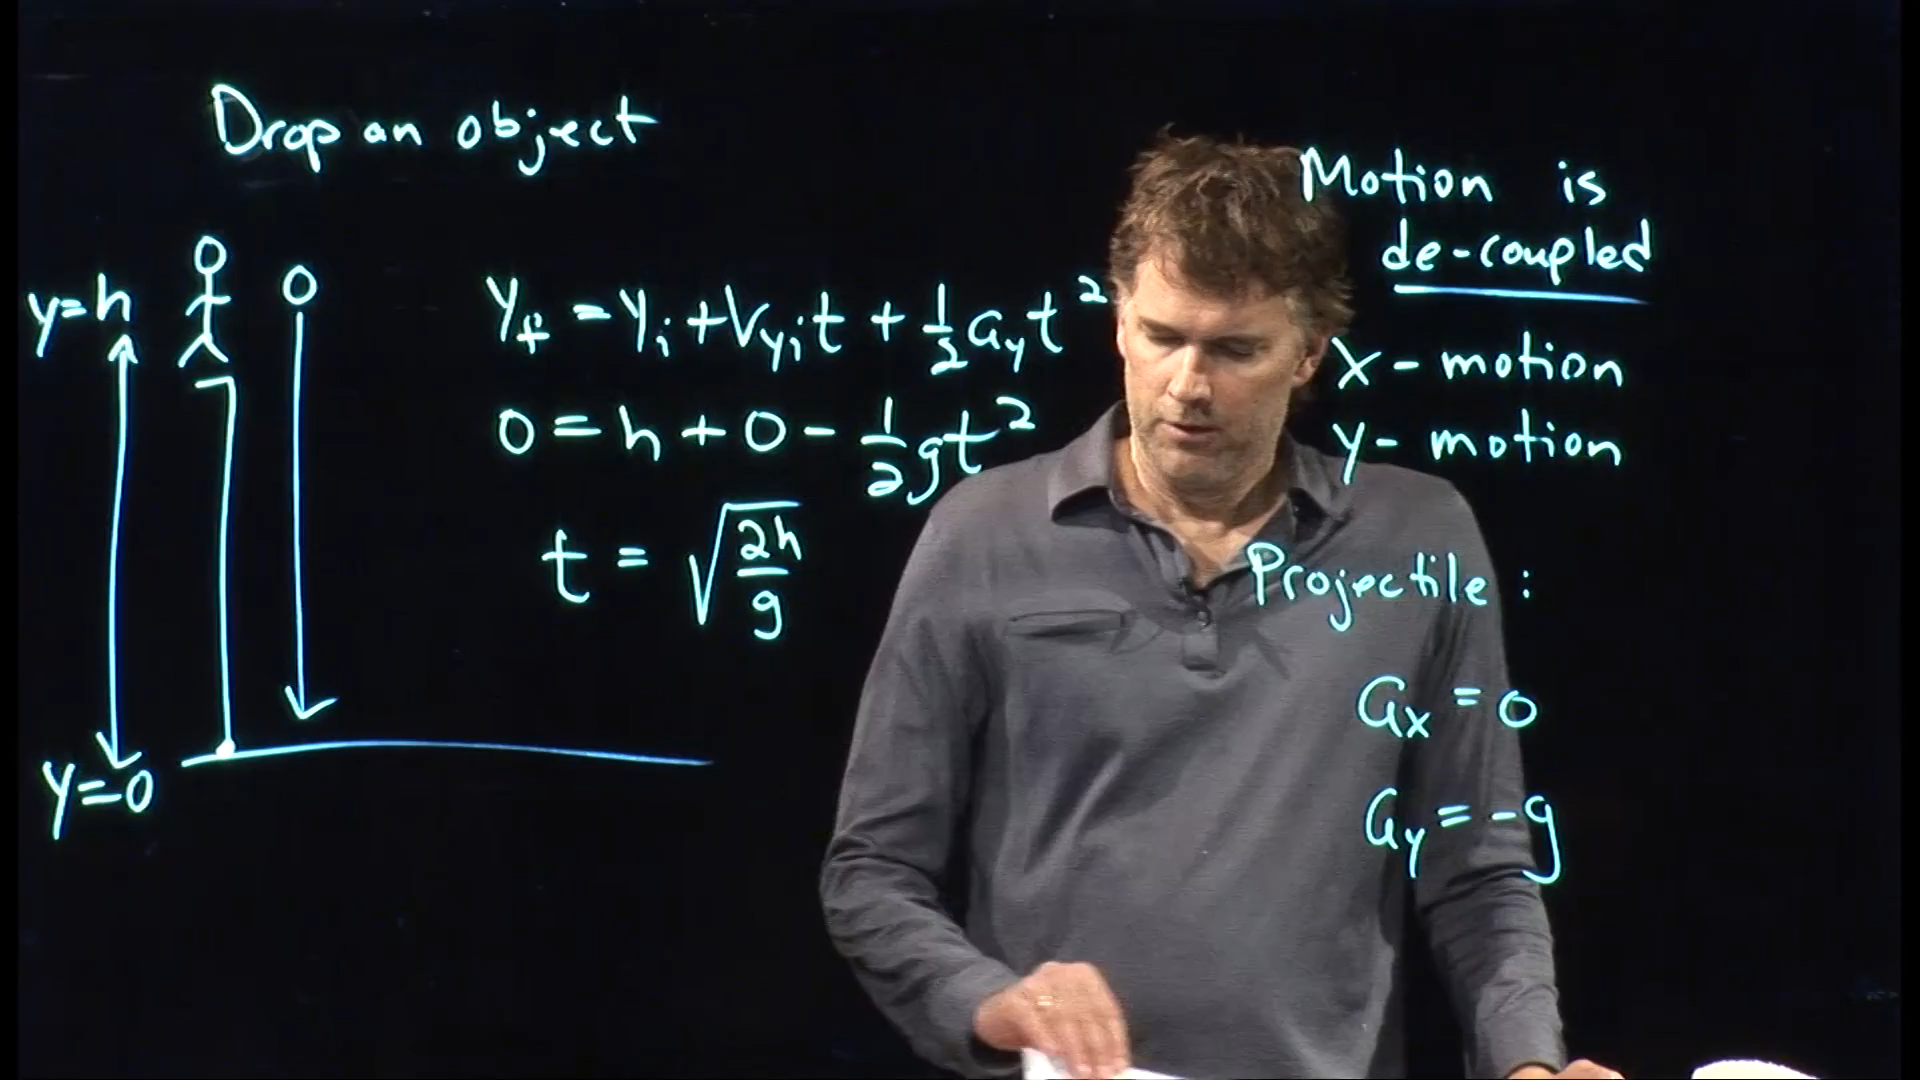 Drop an object
y=h
y=0
y_f = y_i + v_yi t + 1/2 a_y t²
0 = h + 0 - 1/2 g t²
t = √(2h/g)
Motion is
de-coupled
x - motion
y - motion
Projectile :
a_x = 0
a_y = -g